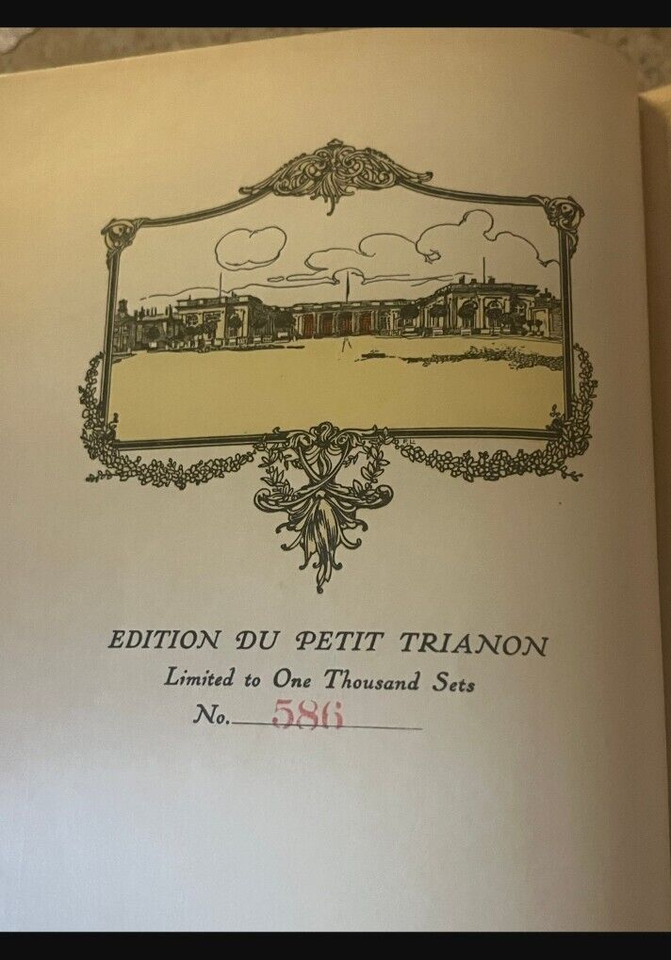 EDITION DU PETIT TRIANON
Limited to One Thousand Sets
No. 586